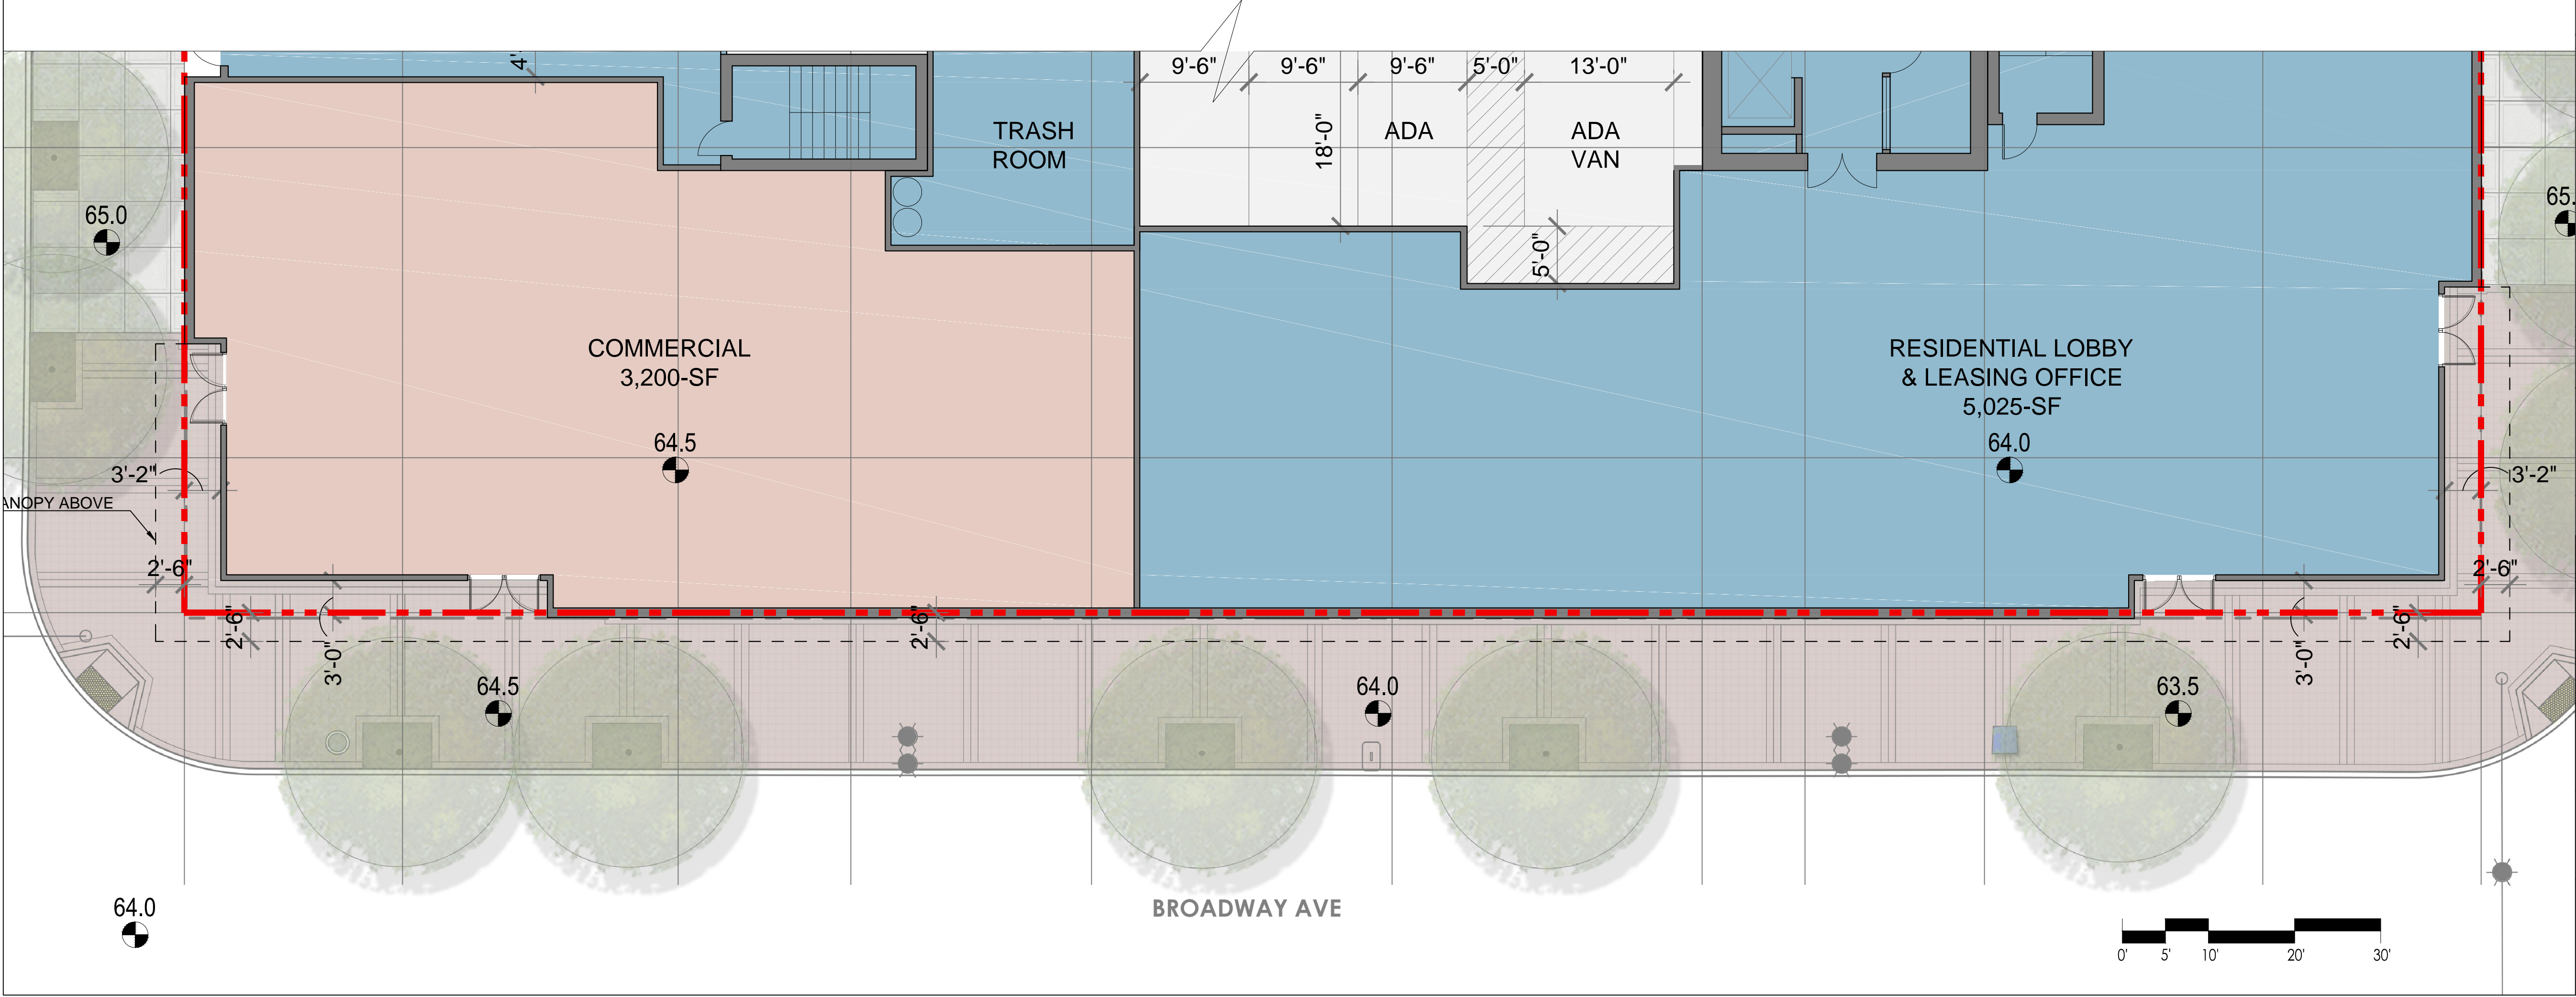 4'
9'-6"
9'-6"
9'-6"
5'-0"
13'-0"
TRASH
ROOM
18'-0"
ADA
ADA
VAN
65.0
65.
5'-0"
COMMERCIAL
3,200-SF
RESIDENTIAL LOBBY
& LEASING OFFICE
5,025-SF
64.5
64.0
3'-2"
3'-2"
ANOPY ABOVE
2'-6"
2'-6"
2'-6"
3'-0"
2'-6"
3'-0"
2'-6"
64.5
64.0
63.5
64.0
BROADWAY AVE
0' 5' 10' 20' 30'